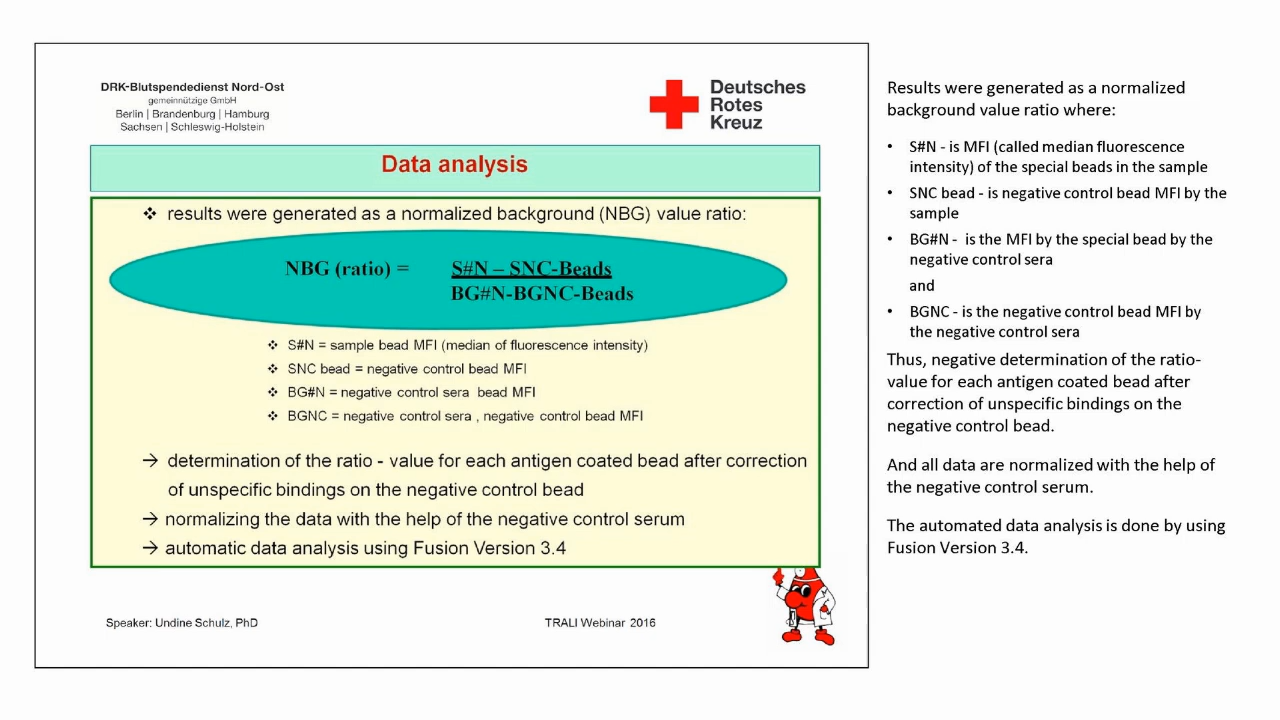 DRK-Blutspendedienst Nord-Ost
gemeinnützige GmbH
Berlin | Brandenburg | Hamburg
Sachsen | Schleswig-Holstein
Deutsches
Rotes
Kreuz
Data analysis
❖ results were generated as a normalized background (NBG) value ratio:
NBG (ratio) = S#N – SNC-Beads
BG#N-BGNC-Beads
❖ S#N = sample bead MFI (median of fluorescence intensity)
❖ SNC bead = negative control bead MFI
❖ BG#N = negative control sera bead MFI
❖ BGNC = negative control sera , negative control bead MFI
→ determination of the ratio - value for each antigen coated bead after correction
of unspecific bindings on the negative control bead
→ normalizing the data with the help of the negative control serum
→ automatic data analysis using Fusion Version 3.4
Speaker: Undine Schulz, PhD
TRALI Webinar 2016
Results were generated as a normalized
background value ratio where:
• S#N - is MFI (called median fluorescence
intensity) of the special beads in the sample
• SNC bead - is negative control bead MFI by the
sample
• BG#N - is the MFI by the special bead by the
negative control sera
and
• BGNC - is the negative control bead MFI by
the negative control sera
Thus, negative determination of the ratio-
value for each antigen coated bead after
correction of unspecific bindings on the
negative control bead.
And all data are normalized with the help of
the negative control serum.
The automated data analysis is done by using
Fusion Version 3.4.